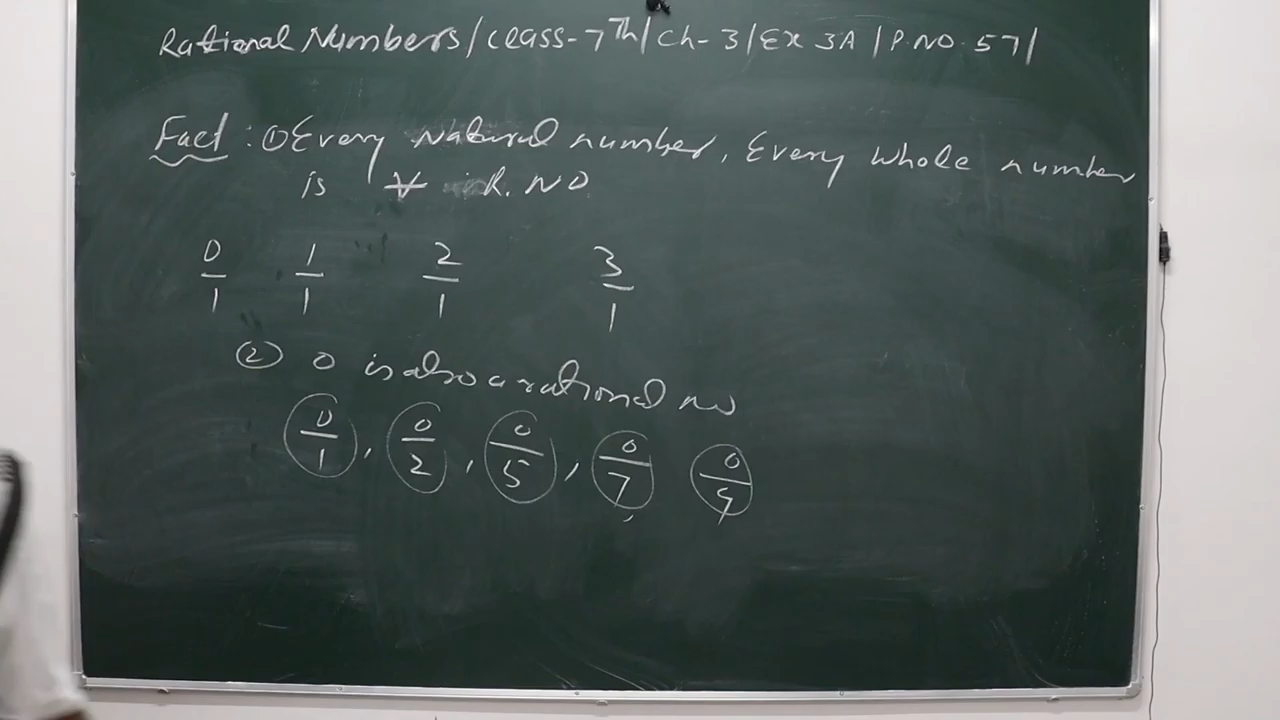 Rational Numbers/Class-7th/Ch-3/Ex 3A/P.NO.57/
Fact: ① Every Natural number, Every whole number
is R. NO
0/1 1/1 2/1 3/1
② 0 is also a rational no
0/1, 0/2, 0/5, 0/7 0/9